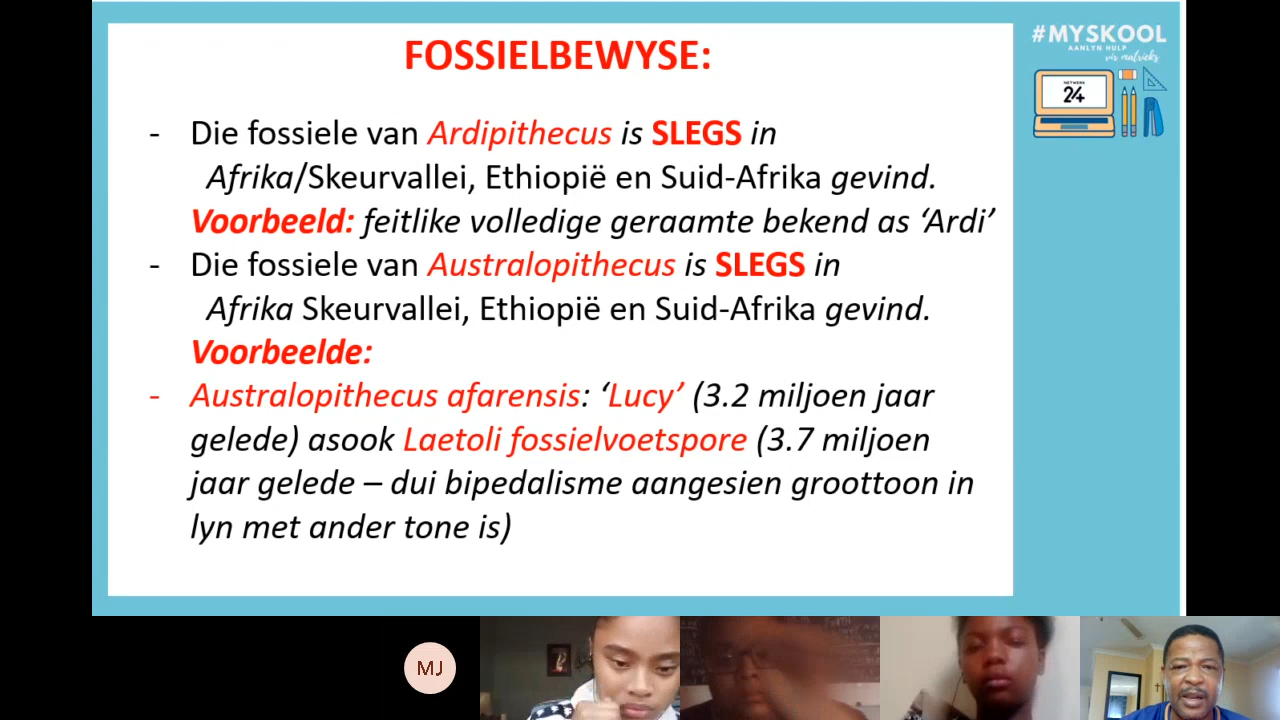 FOSSIELBEWYSE:
- Die fossiele van Ardipithecus is SLEGS in
Afrika/Skeurvallei, Ethiopië en Suid-Afrika gevind.
Voorbeeld: feitlike volledige geraamte bekend as ‘Ardi’
- Die fossiele van Australopithecus is SLEGS in
Afrika Skeurvallei, Ethiopië en Suid-Afrika gevind.
Voorbeelde:
- Australopithecus afarensis: ‘Lucy’ (3.2 miljoen jaar
gelede) asook Laetoli fossielvoetspore (3.7 miljoen
jaar gelede – dui bipedalisme aangesien groottoon in
lyn met ander tone is)
#MYSKOOL
AANLYN HULP
vir matrieks
NETWERK
24
MJ